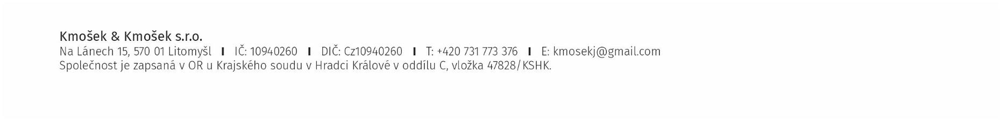 Kmošek & Kmošek s.r.o.
Na Lánech 15, 570 01 Litomyšl I IČ: 10940260 I DIČ: Cz10940260 I T: +420 731 773 376 I E: kmosekj@gmail.com
Společnost je zapsaná v OR u Krajského soudu v Hradci Králové v oddílu C, vložka 47828/KSHK.